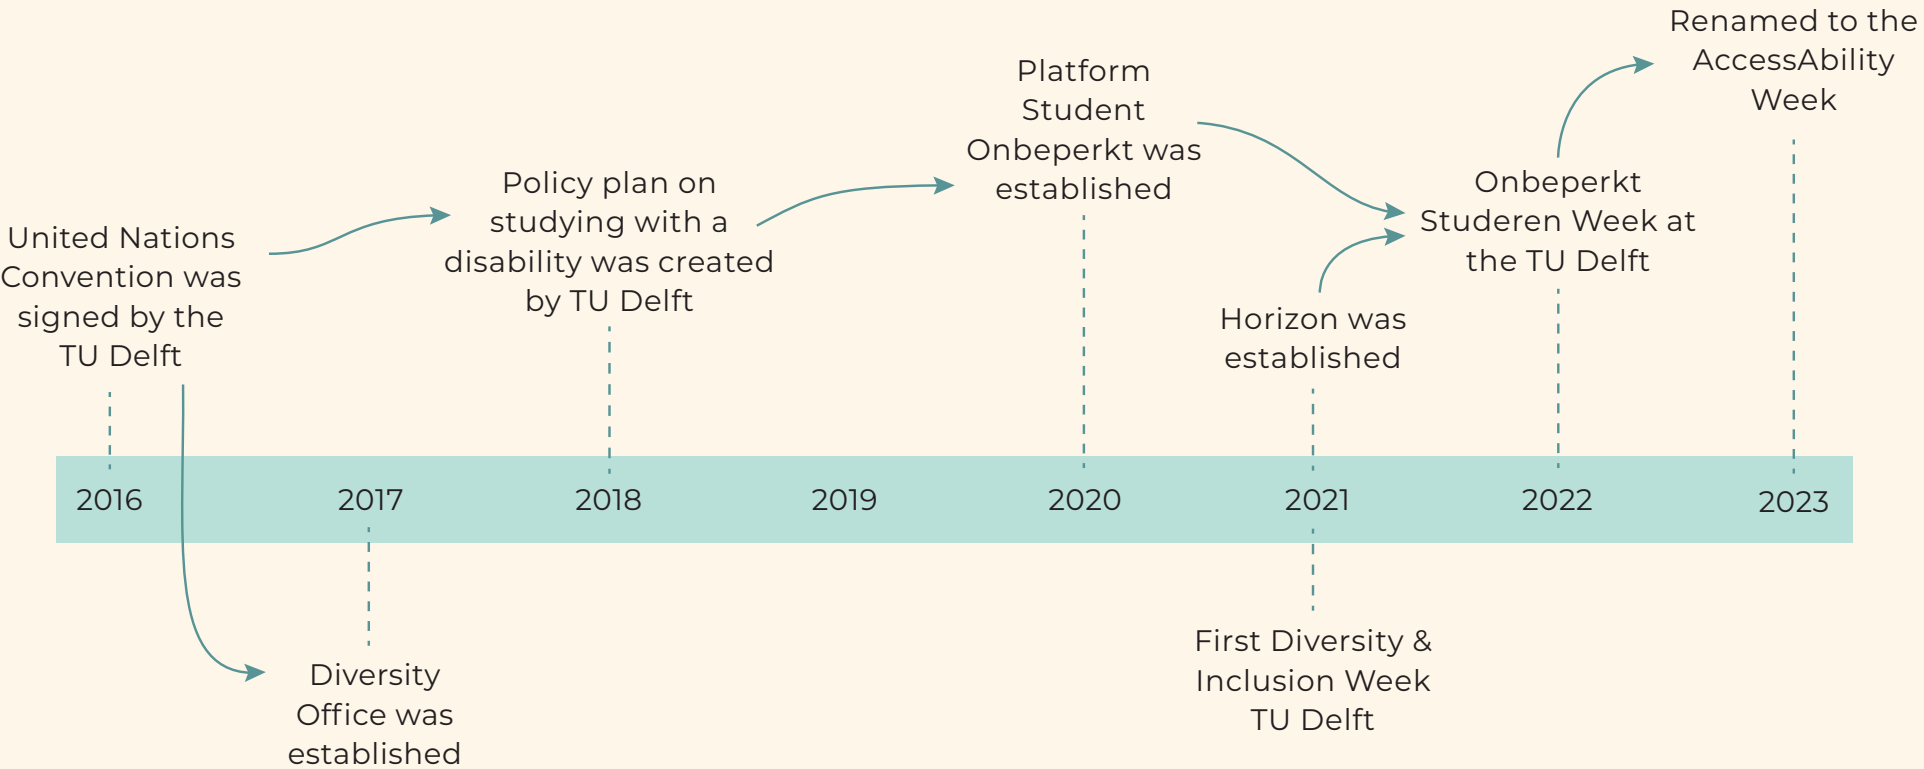 United Nations
Convention was
signed by the
TU Delft
Policy plan on
studying with a
disability was created
by TU Delft
Platform
Student
Onbeperkt was
established
Horizon was
established
Onbeperkt
Studeren Week at
the TU Delft
Renamed to the
AccessAbility
Week
2016 2017 2018 2019 2020 2021 2022 2023
Diversity
Office was
established
First Diversity &
Inclusion Week
TU Delft